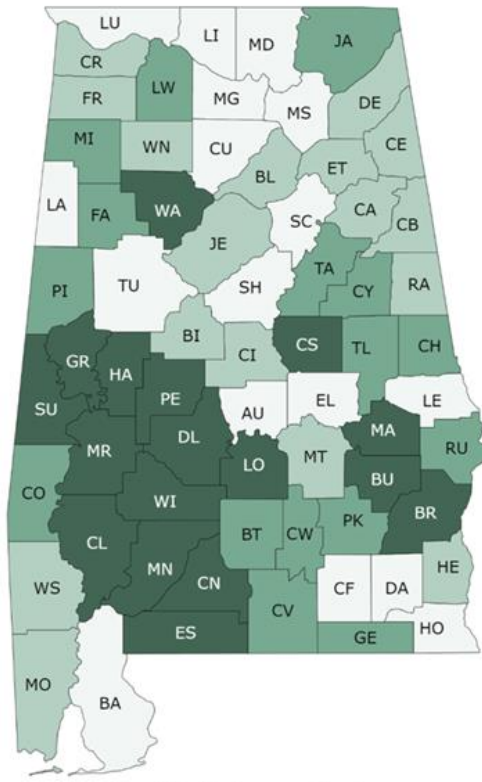 LU
LI
MD
JA
CR
LW
MG
MS
DE
FR
MI
WN
CU
BL
ET
CE
LA
FA
WA
JE
SC
CA
CB
PI
TU
SH
TA
CY
RA
GR
HA
BI
CI
CS
TL
CH
SU
PE
AU
EL
LE
MR
DL
LO
MT
MA
RU
CO
WI
BU
BT
CW
PK
BR
CL
MN
CN
WS
CV
CF
DA
HE
ES
GE
HO
MO
BA